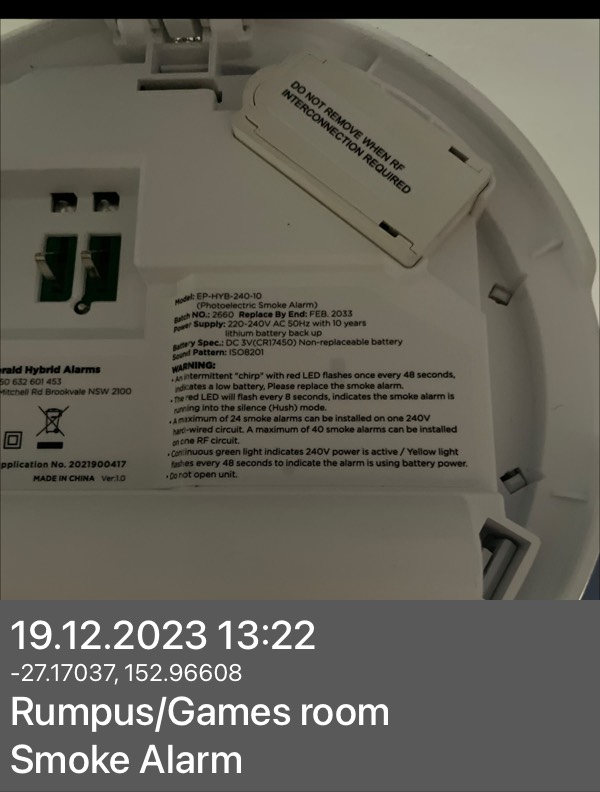 DO NOT REMOVE WHEN RF
INTERCONNECTION REQUIRED
Model: EP-HYB-240-10
(Photoelectric Smoke Alarm)
Batch NO.: 2660 Replace By End: FEB. 2033
Power Supply: 220-240V AC 50Hz with 10 years
lithium battery back up
Battery Spec.: DC 3V(CR17450) Non-replaceable battery
Sound Pattern: ISO8201
WARNING:
• An intermittent "chirp" with red LED flashes once every 48 seconds,
indicates a low battery, Please replace the smoke alarm.
• The red LED will flash every 8 seconds, indicates the smoke alarm is
running into the silence (Hush) mode.
• A maximum of 24 smoke alarms can be installed on one 240V
hard-wired circuit. A maximum of 40 smoke alarms can be installed
on one RF circuit.
• Continuous green light indicates 240V power is active / Yellow light
flashes every 48 seconds to indicate the alarm is using battery power.
• Do not open unit.
erald Hybrid Alarms
50 632 601 453
Mitchell Rd Brookvale NSW 2100
pplication No. 2021900417
MADE IN CHINA Ver:1.0
19.12.2023 13:22
-27.17037, 152.96608
Rumpus/Games room
Smoke Alarm